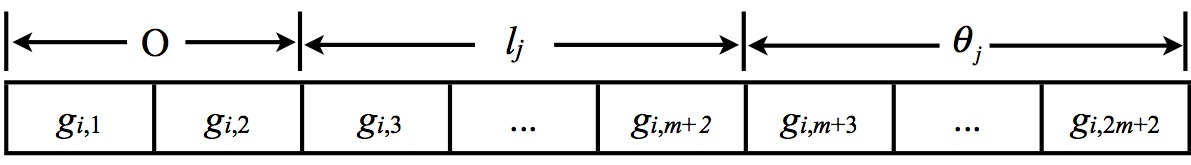 O l_j θ_j
g_{i,1} g_{i,2} g_{i,3} ... g_{i,m+2} g_{i,m+3} ... g_{i,2m+2}